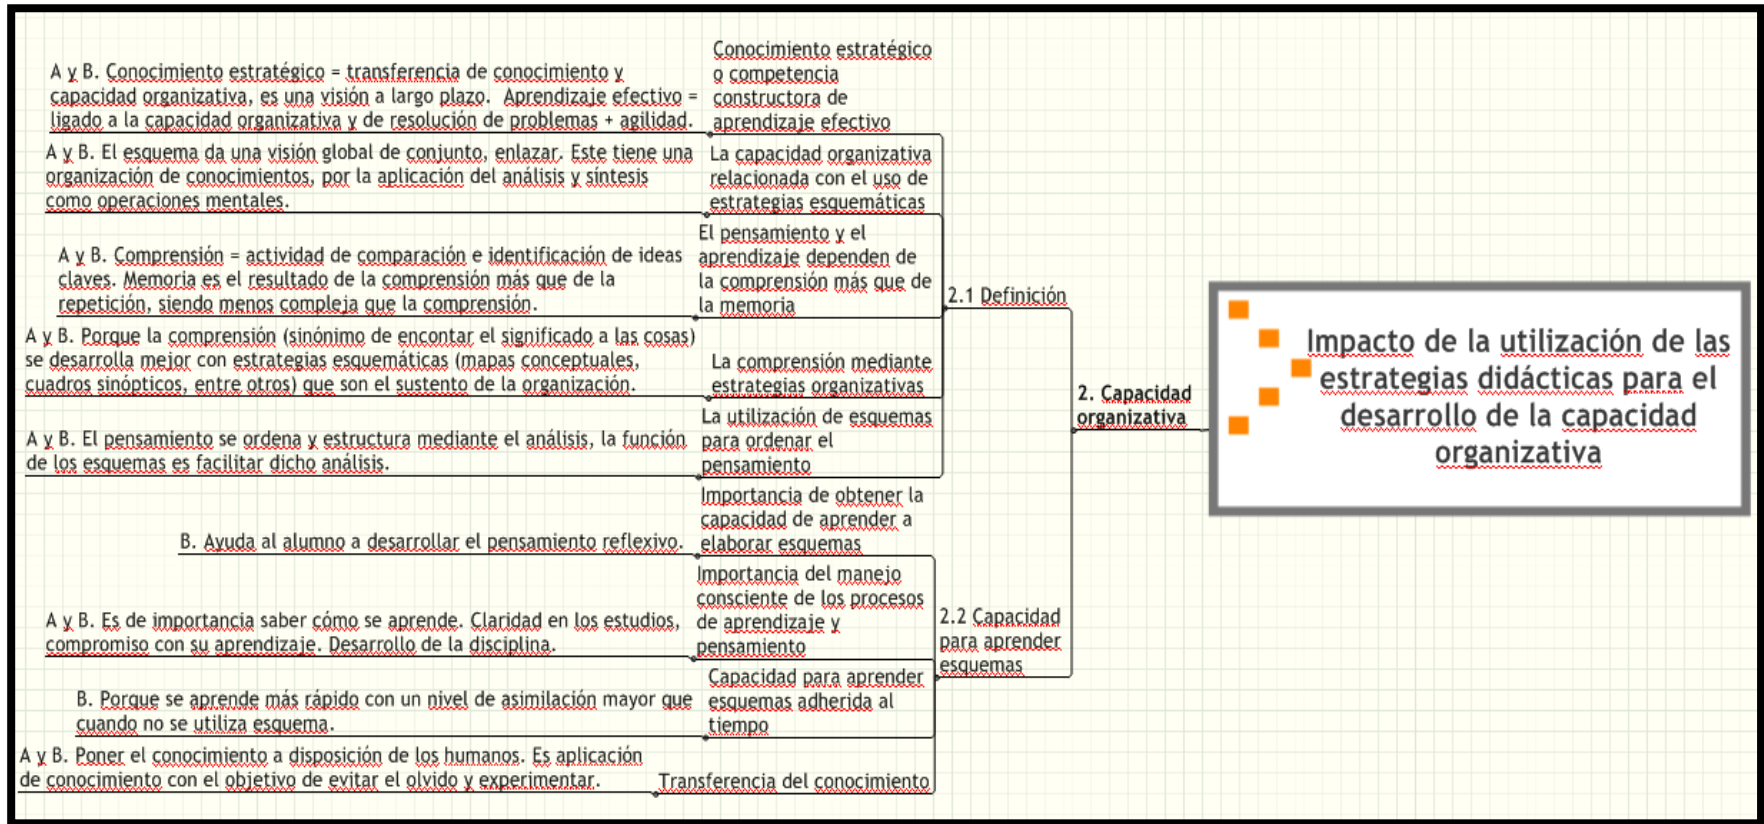 Conocimiento estratégico
o competencia
constructora de
aprendizaje efectivo
A y B. Conocimiento estratégico = transferencia de conocimiento y
capacidad organizativa, es una visión a largo plazo. Aprendizaje efectivo =
ligado a la capacidad organizativa y de resolución de problemas + agilidad.
La capacidad organizativa
relacionada con el uso de
estrategias esquemáticas
A y B. El esquema da una visión global de conjunto, enlazar. Este tiene una
organización de conocimientos, por la aplicación del análisis y síntesis
como operaciones mentales.
El pensamiento y el
aprendizaje dependen de
la comprensión más que de
la memoria
A y B. Comprensión = actividad de comparación e identificación de ideas
claves. Memoria es el resultado de la comprensión más que de la
repetición, siendo menos compleja que la comprensión.
La comprensión mediante
estrategias organizativas
A y B. Porque la comprensión (sinónimo de encontar el significado a las cosas)
se desarrolla mejor con estrategias esquemáticas (mapas conceptuales,
cuadros sinópticos, entre otros) que son el sustento de la organización.
La utilización de esquemas
para ordenar el
pensamiento
A y B. El pensamiento se ordena y estructura mediante el análisis, la función
de los esquemas es facilitar dicho análisis.
2.1 Definición
Importancia de obtener la
capacidad de aprender a
elaborar esquemas
B. Ayuda al alumno a desarrollar el pensamiento reflexivo.
Importancia del manejo
consciente de los procesos
de aprendizaje y
pensamiento
A y B. Es de importancia saber cómo se aprende. Claridad en los estudios,
compromiso con su aprendizaje. Desarrollo de la disciplina.
Capacidad para aprender
esquemas adherida al
tiempo
B. Porque se aprende más rápido con un nivel de asimilación mayor que
cuando no se utiliza esquema.
Transferencia del conocimiento
A y B. Poner el conocimiento a disposición de los humanos. Es aplicación
de conocimiento con el objetivo de evitar el olvido y experimentar.
2.2 Capacidad
para aprender
esquemas
2. Capacidad
organizativa
Impacto de la utilización de las
estrategias didácticas para el
desarrollo de la capacidad
organizativa